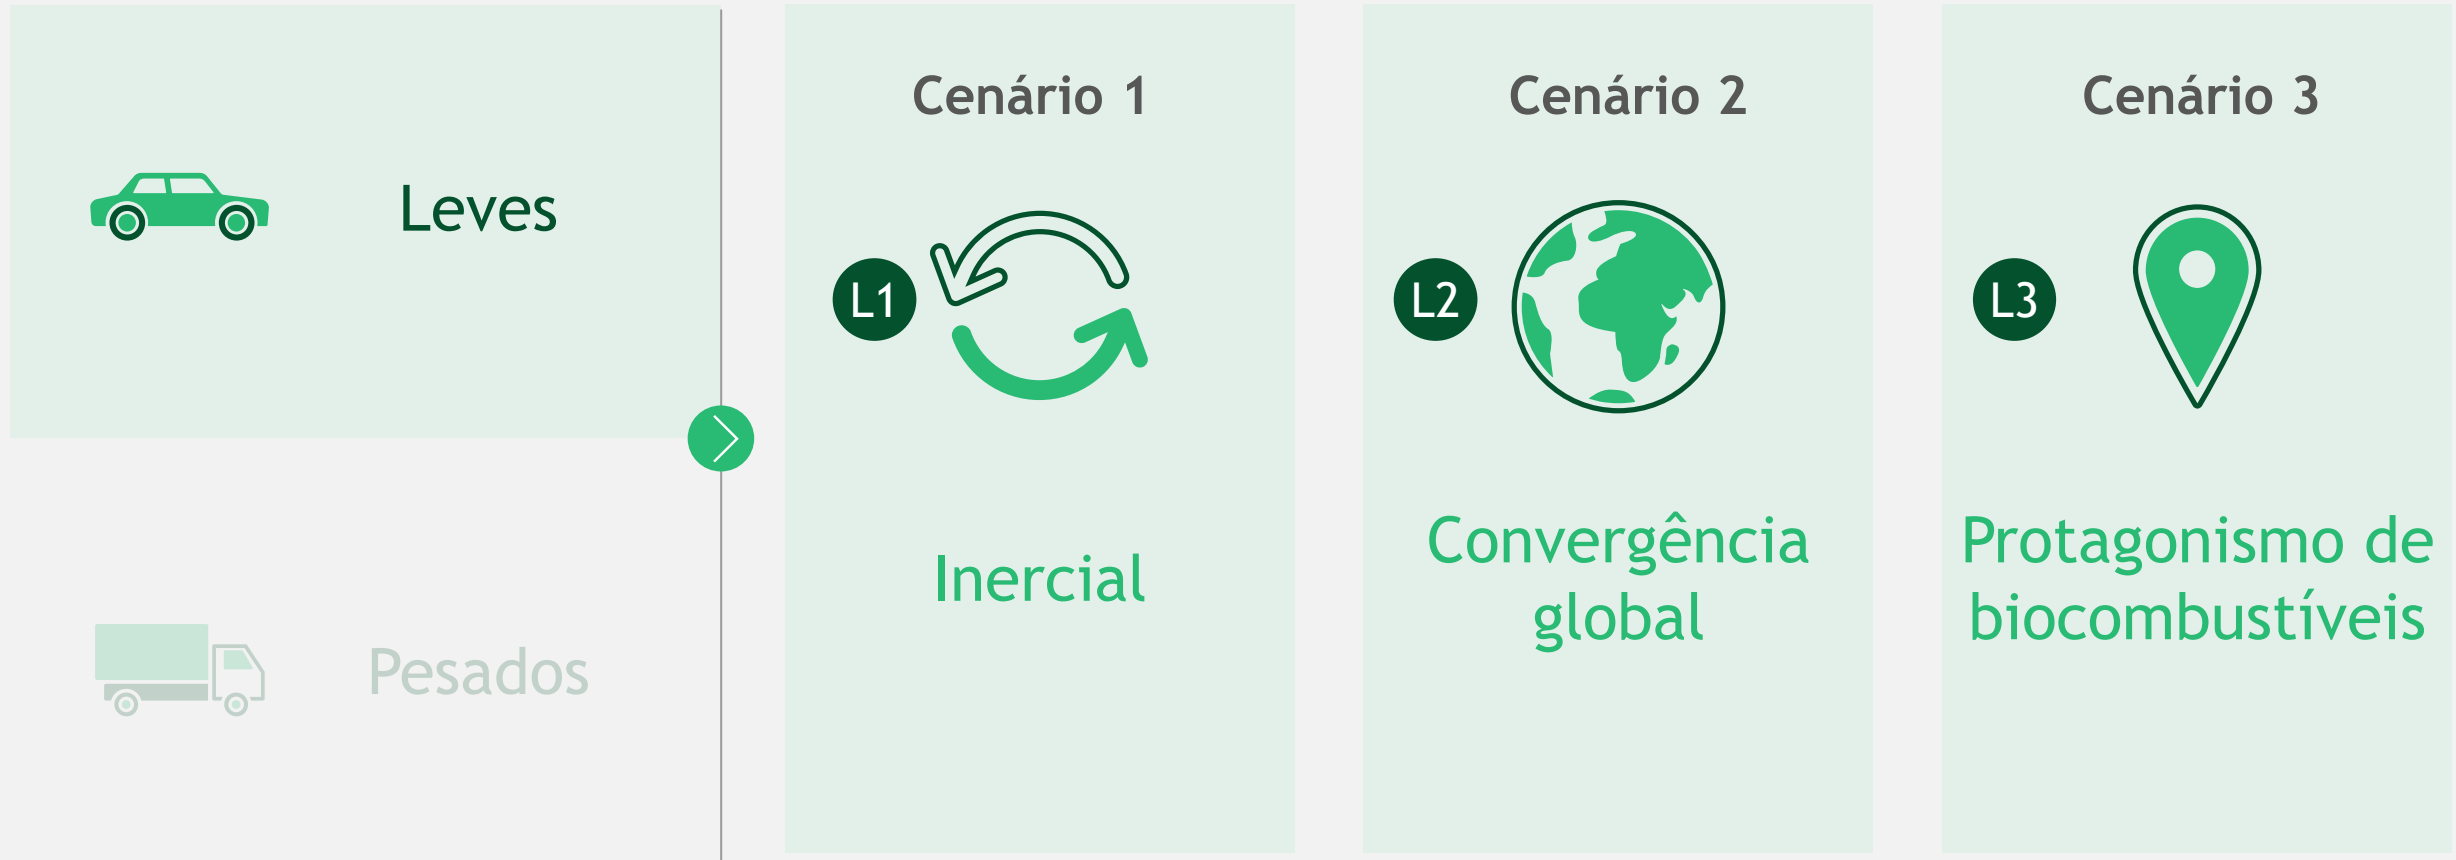 Leves
Pesados
Cenário 1
L1
Inercial
Cenário 2
L2
Convergência
global
Cenário 3
L3
Protagonismo de
biocombustíveis